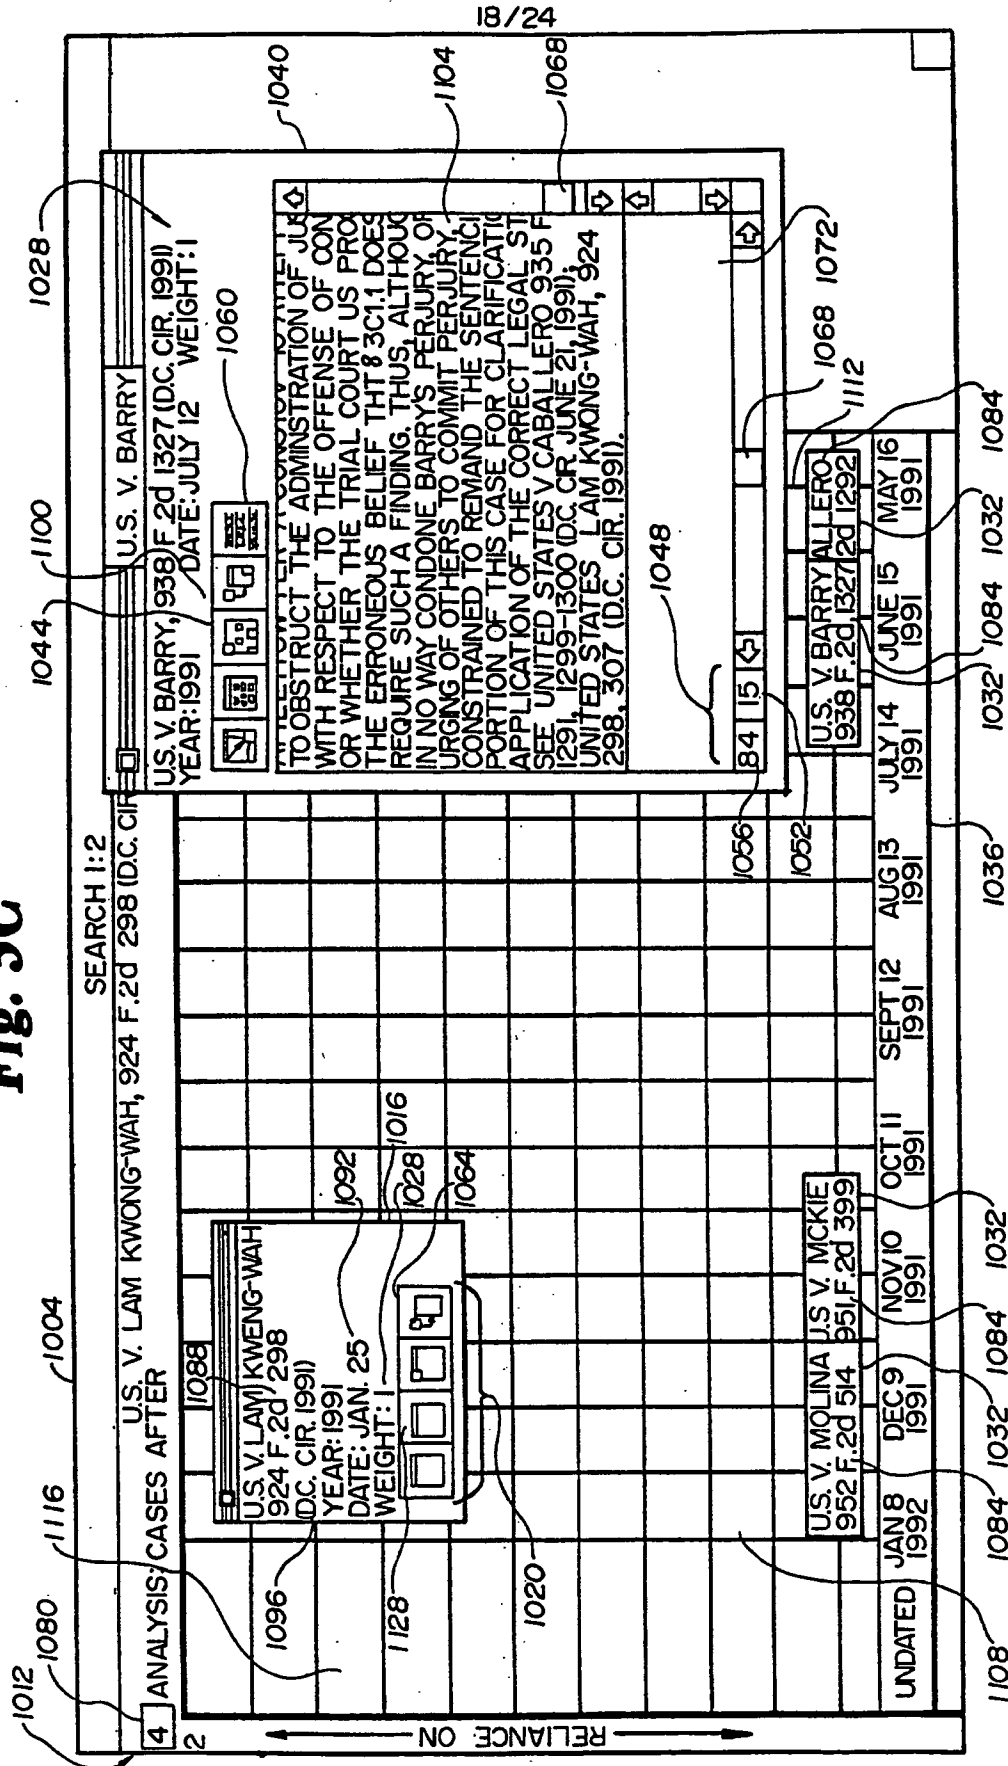 18/24
Fig. 5C
SEARCH 1:2
U.S. V. LAM KWONG-WAH, 924 F.2d 298 (D.C. CIR
4 ANALYSIS: CASES AFTER
2
RELIANCE ON
U.S. V. BARRY
U.S. V. BARRY, 938 F.2d 1327 (D.C. CIR. 1991)
YEAR: 1991 DATE: JULY 12 WEIGHT: 1
TO OBSTRUCT THE ADMINSTRATION OF JUS
WITH RESPECT TO THE OFFENSE OF CON
OR WHETHER THE TRIAL COURT US PRO
THE ERRONEOUS BELIEF THT 8 3C1.1 DOES
REQUIRE SUCH A FINDING. THUS, ALTHOUG
IN NO WAY CONDONE BARRY'S PERJURY, OR
URGING OF OTHERS TO COMMIT PERJURY,
CONSTRAINED TO REMAND THE SENTENCI
PORTION OF THIS CASE FOR CLARIFICATIO
APPLICATION OF THE CORRECT LEGAL ST
SEE UNITED STATES V CABALLERO 935 F
1291, 1299-1300 (D.C. CR. JUNE 21, 1991);
UNITED STATES LAM KWONG-WAH, 924
298, 307 (D.C. CIR. 1991).
84 15
U.S. V. LAM KWENG-WAH
924 F.2d 298
(D.C. CIR. 1991)
YEAR: 1991
DATE: JAN. 25
WEIGHT: 1
U.S. V. MOLINA
952 F.2d 54
U.S V. MCKIE
951 F.2d 399
U.S. V. BARRY
938 F.2d, 1327
ALLERO
2d 1292
UNDATED
JAN 8 1992
DEC 9 1991
NOV 10 1991
OCT 11 1991
SEPT 12 1991
AUG 13 1991
JULY 14 1991
JUNE 15 1991
MAY 16 1991
1012
1080
1116
1004
1044
1100
1028
1060
1040
1104
1068
1072
1068
1112
1084
1032
1084
1032
1036
1048
1056
1052
1088
1092
1016
1028
1064
1096
1128
1020
1108
1084
1032
1084
1032